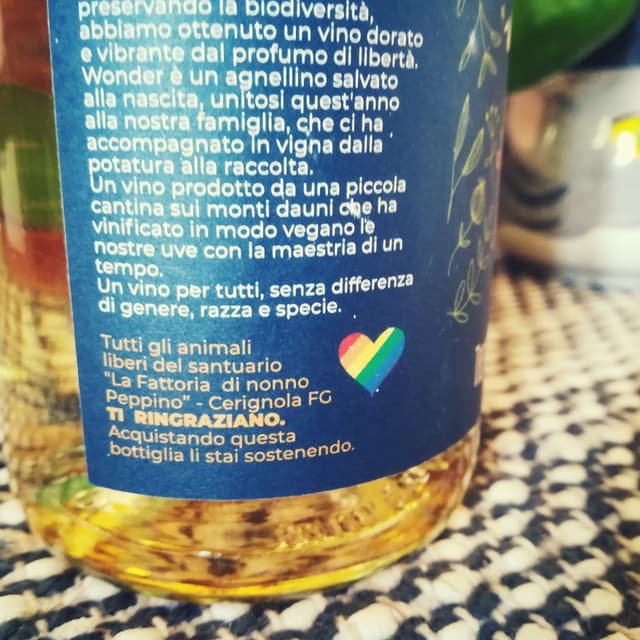 preservando la biodiversità,
abbiamo ottenuto un vino dorato
e vibrante dal profumo di libertà.
Wonder è un agnellino salvato
alla nascita, unitosi quest'anno
alla nostra famiglia, che ci ha
accompagnato in vigna dalla
potatura alla raccolta.
Un vino prodotto da una piccola
cantina sui monti dauni che ha
vinificato in modo vegano le
nostre uve con la maestria di un
tempo.
Un vino per tutti, senza differenza
di genere, razza e specie.
Tutti gli animali
liberi del santuario
"La Fattoria di nonno
Peppino" - Cerignola FG
TI RINGRAZIANO.
Acquistando questa
bottiglia li stai sostenendo.